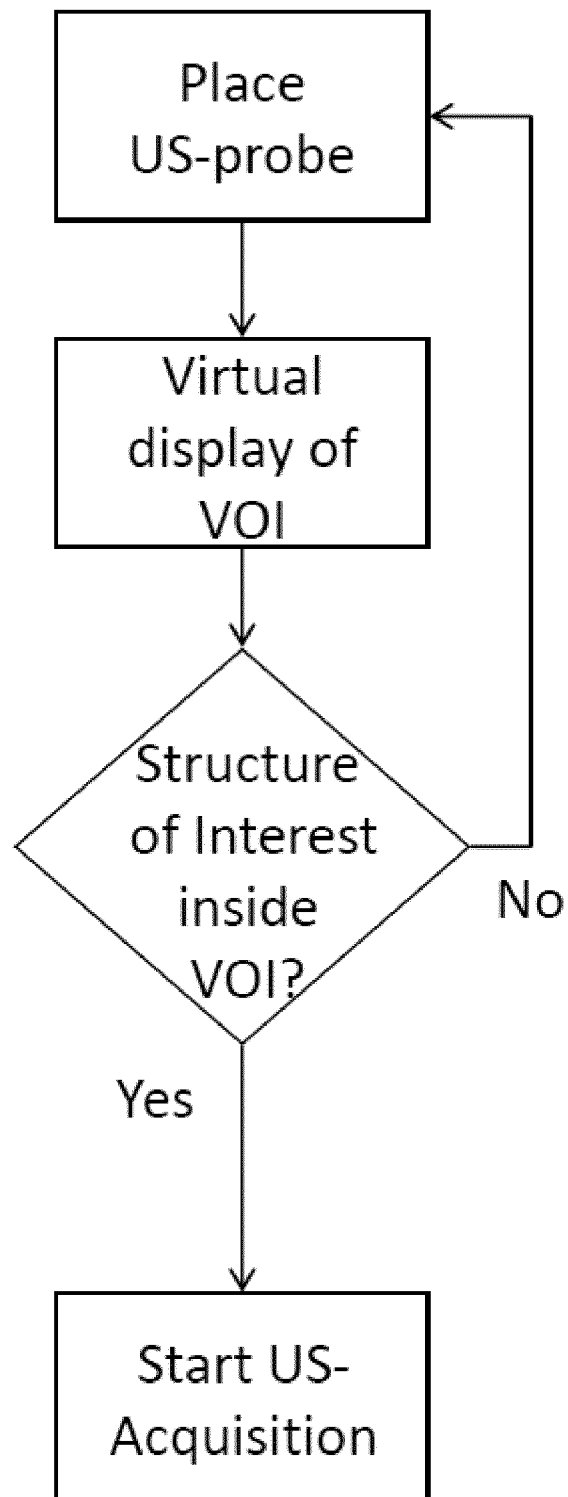 Place
US-probe
Virtual
display of
VOI
Structure
of Interest
inside
VOI?
No
Yes
Start US-
Acquisition